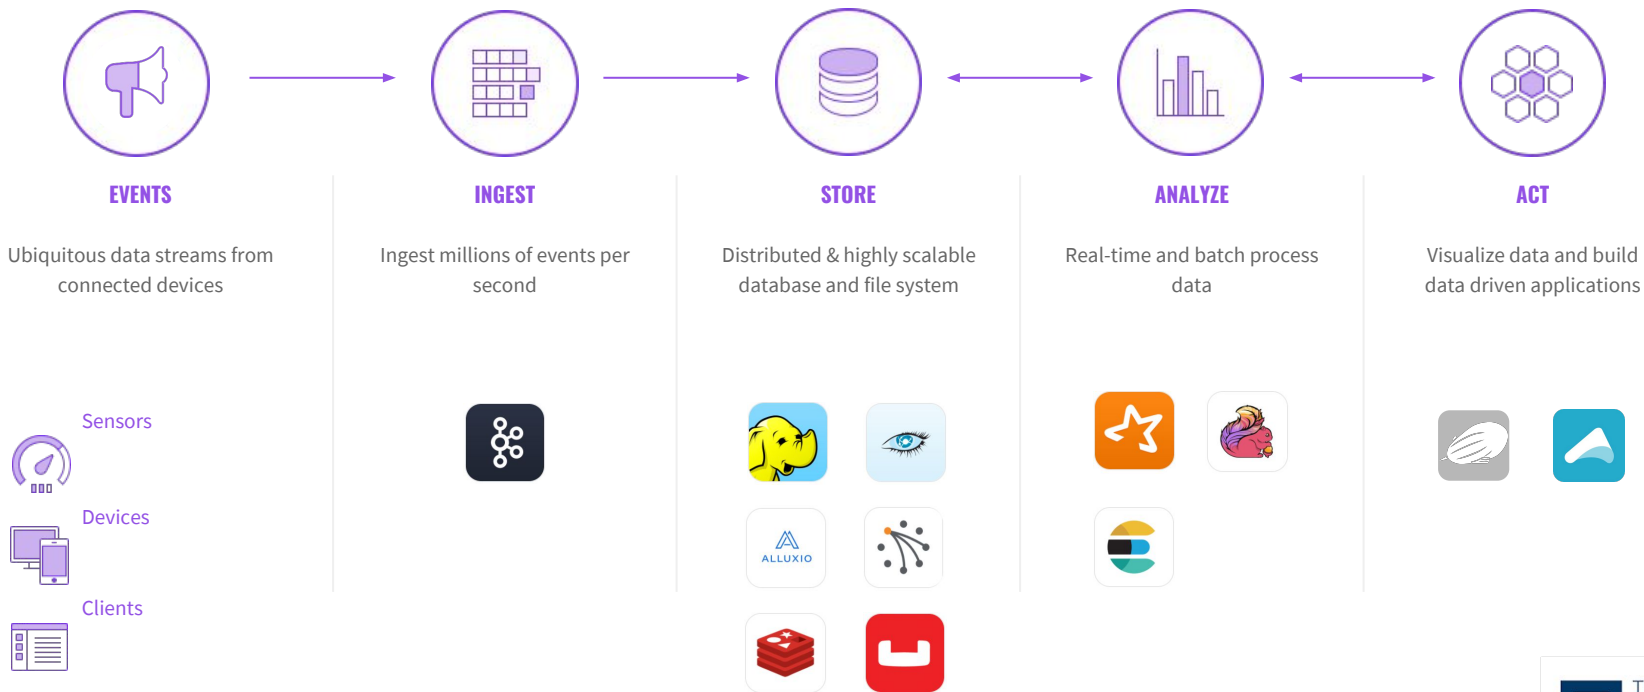 EVENTS
Ubiquitous data streams from
connected devices
Sensors
Devices
Clients
INGEST
Ingest millions of events per
second
STORE
Distributed & highly scalable
database and file system
ALLUXIO
ANALYZE
Real-time and batch process
data
ACT
Visualize data and build
data driven applications
T